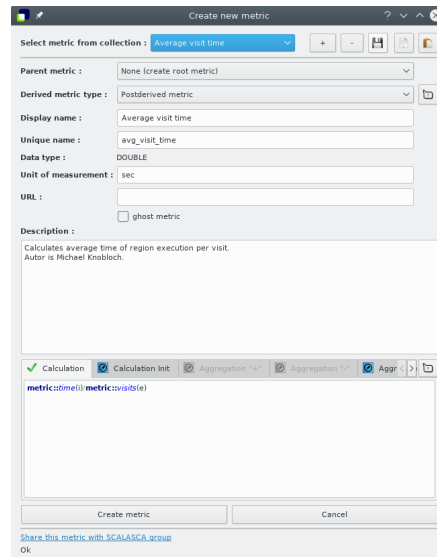 Create new metric
Select metric from collection : Average visit time + -
Parent metric : None (create root metric)
Derived metric type : Postderived metric
Display name : Average visit time
Unique name : avg_visit_time
Data type : DOUBLE
Unit of measurement : sec
URL :
ghost metric
Description :
Calculates average time of region execution per visit.
Autor is Michael Knobloch.
Calculation Calculation Init Aggregation "+" Aggregation "-" Aggr
metric::time(i)/metric::visits(e)
Create metric Cancel
Share this metric with SCALASCA group
Ok